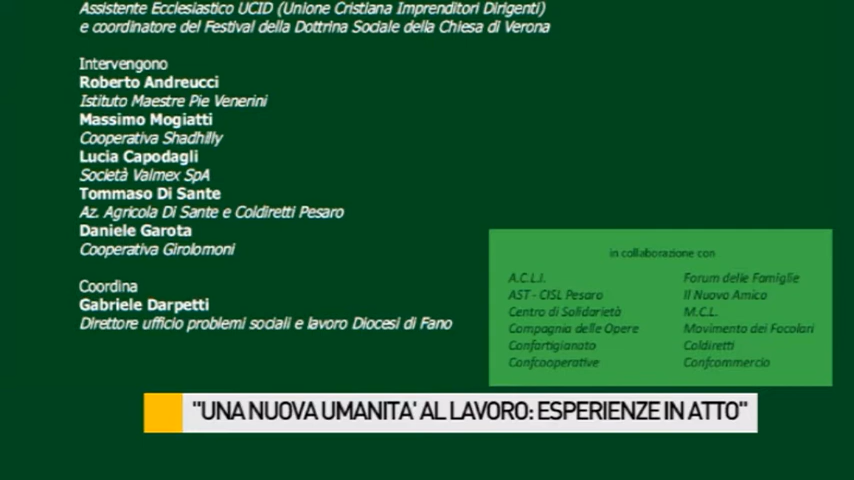 Assistente Ecclesiastico UCID (Unione Cristiana Imprenditori Dirigenti)
e coordinatore del Festival della Dottrina Sociale della Chiesa di Verona
Intervengono
Roberto Andreucci
Istituto Maestre Pie Venerini
Massimo Mogiatti
Cooperativa Shadhilly
Lucia Capodagli
Società Valmex SpA
Tommaso Di Sante
Az. Agricola Di Sante e Coldiretti Pesaro
Daniele Garota
Cooperativa Girolomoni
Coordina
Gabriele Darpetti
Direttore ufficio problemi sociali e lavoro Diocesi di Fano
in collaborazione con
A.C.L.I.
AST - CISL Pesaro
Centro di Solidarietà
Compagnia delle Opere
Confartigianato
Confcooperative
Forum delle Famiglie
Il Nuovo Amico
M.C.L.
Movimento dei Focolari
Coldiretti
Confcommercio
"UNA NUOVA UMANITA' AL LAVORO: ESPERIENZE IN ATTO"